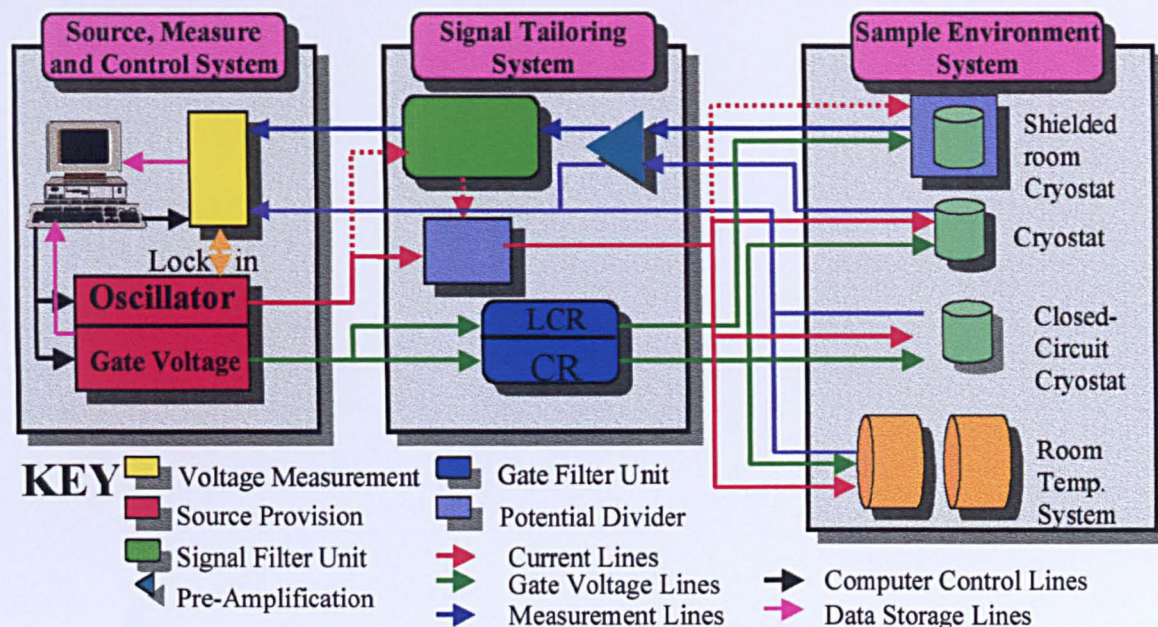 Source, Measure
and Control System
Signal Tailoring
System
Sample Environment
System
Shielded
room
Cryostat
Cryostat
Lock in
Oscillator
Gate Voltage
LCR
CR
Closed-
Circuit
Cryostat
Room
Temp.
System
KEY
Voltage Measurement
Source Provision
Signal Filter Unit
Pre-Amplification
Gate Filter Unit
Potential Divider
Current Lines
Gate Voltage Lines
Measurement Lines
Computer Control Lines
Data Storage Lines